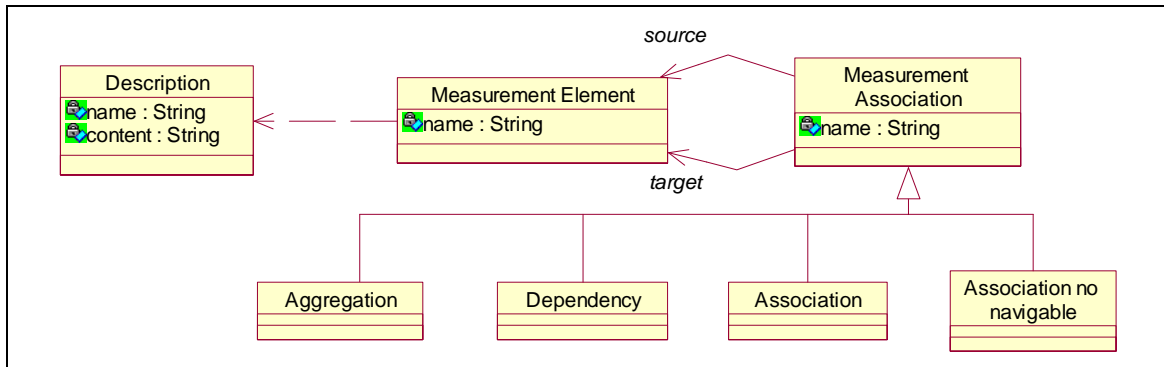 source
Description
name : String
content : String
Measurement Element
name : String
Measurement
Association
name : String
target
Aggregation
Dependency
Association
Association no
navigable